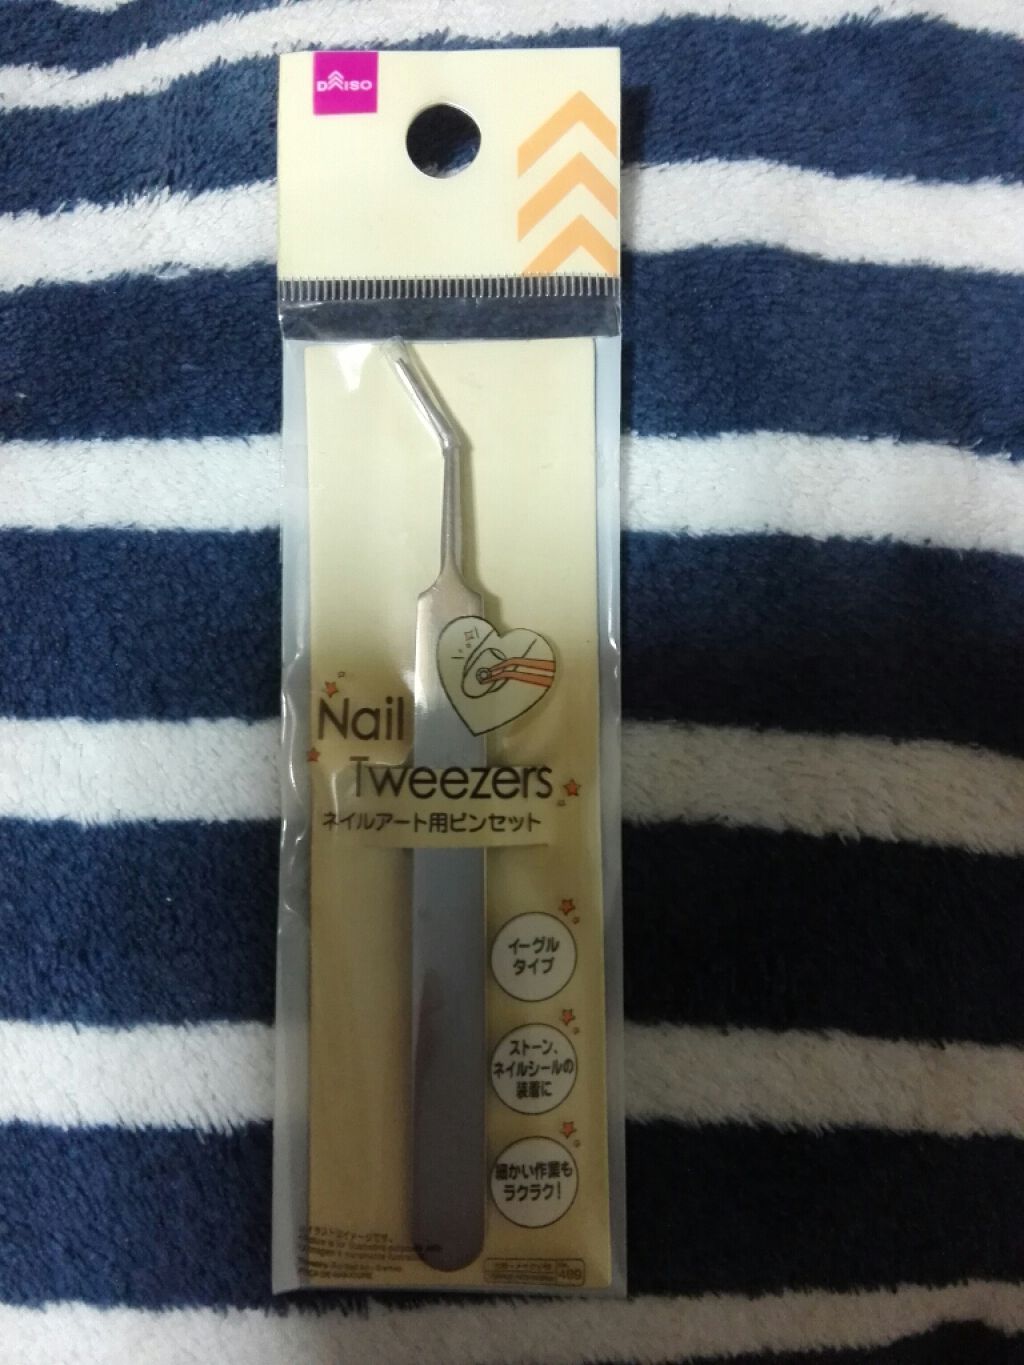 DAISO
Nail
Tweezers
ネイルアート用ピンセット
イーグル
タイプ
ストーン、
ネイルシールの
装着に
細かい作業も
ラクラク!